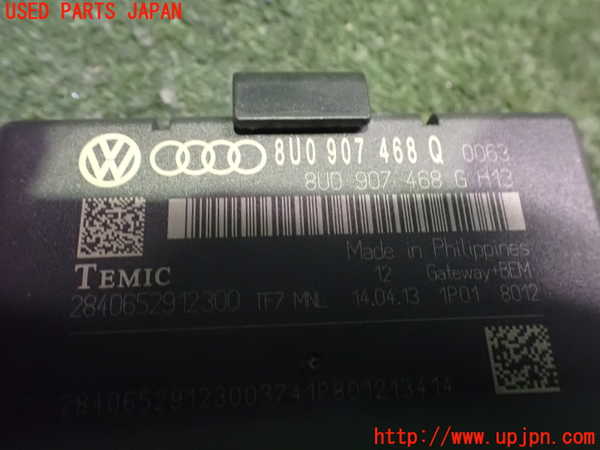 USED PARTS JAPAN
8U0 907 468 Q 0063
8U0 907 468 G H13
Made in Philippines
TEMIC 12 Gateway+BEM
2840652912300 TF7 MNL 14.04.13 1P01 8012
http://www.upjpn.com/